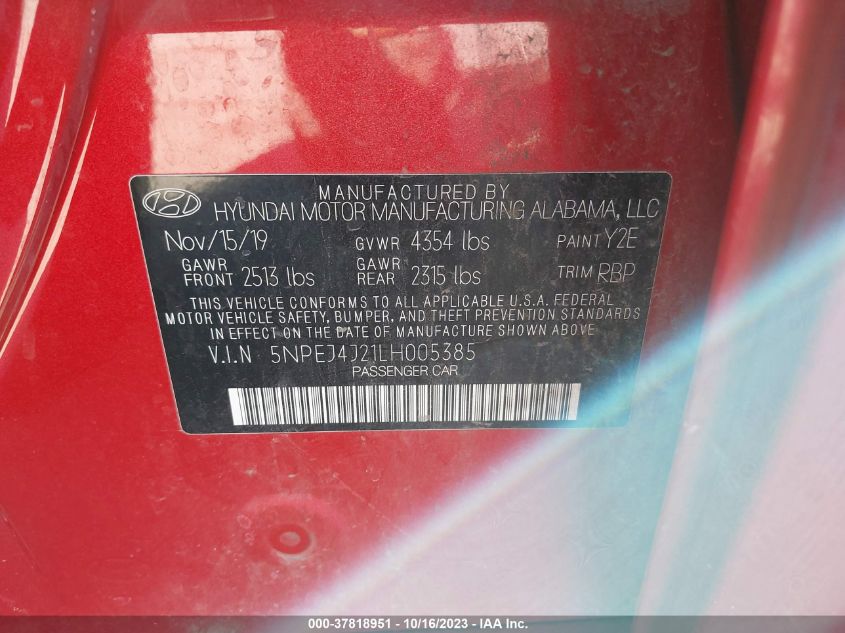 MANUFACTURED BY
HYUNDAI MOTOR MANUFACTURING ALABAMA, LLC
Nov/15/19 GVWR 4354 lbs PAINT Y2E
GAWR FRONT 2513 lbs GAWR REAR 2315 lbs TRIM RBP
THIS VEHICLE CONFORMS TO ALL APPLICABLE U.S.A. FEDERAL
MOTOR VEHICLE SAFETY, BUMPER, AND THEFT PREVENTION STANDARDS
IN EFFECT ON THE DATE OF MANUFACTURE SHOWN ABOVE
V.I.N 5NPEJ4J21LH005385
PASSENGER CAR
000-37818951 - 10/16/2023 - IAA Inc.